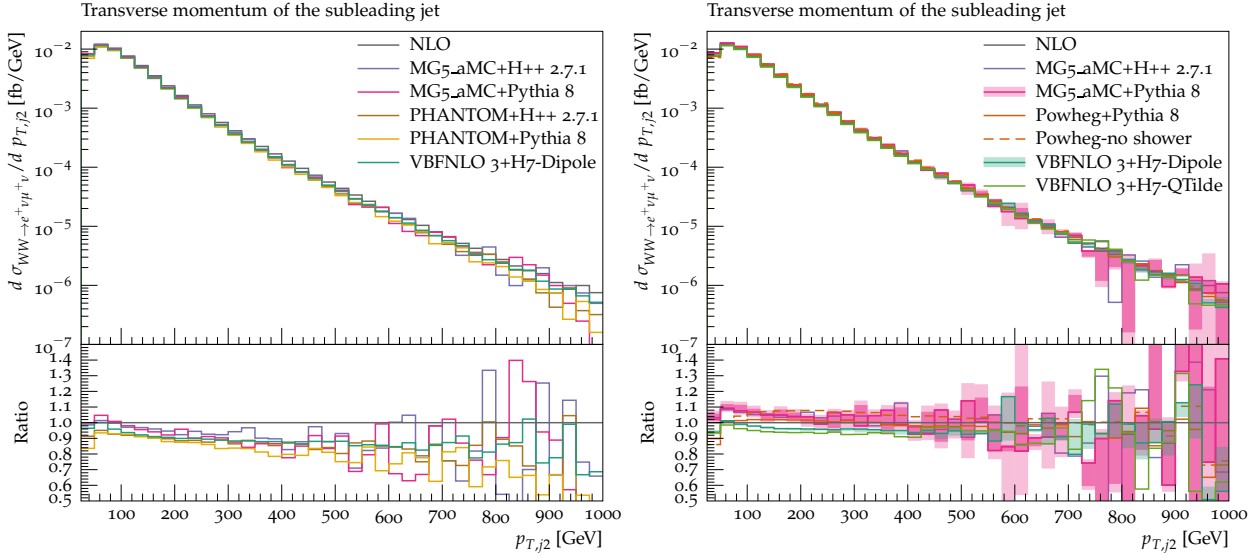 Transverse momentum of the subleading jet
NLO
MG5_aMC+H++ 2.7.1
MG5_aMC+Pythia 8
PHANTOM+H++ 2.7.1
PHANTOM+Pythia 8
VBFNLO 3+H7-Dipole
10⁻²
10⁻³
10⁻⁴
10⁻⁵
10⁻⁶
10⁻⁷
d σ_{WW→e⁺νμ⁺ν}/d p_{T,j2} [fb/GeV]
1.4
1.3
1.2
1.1
1.0
0.9
0.8
0.7
0.6
0.5
Ratio
100 200 300 400 500 600 700 800 900 1000
p_{T,j2} [GeV]
Transverse momentum of the subleading jet
NLO
MG5_aMC+H++ 2.7.1
MG5_aMC+Pythia 8
Powheg+Pythia 8
Powheg-no shower
VBFNLO 3+H7-Dipole
VBFNLO 3+H7-QTilde
10⁻²
10⁻³
10⁻⁴
10⁻⁵
10⁻⁶
10⁻⁷
d σ_{WW→e⁺νμ⁺ν}/d p_{T,j2} [fb/GeV]
1.4
1.3
1.2
1.1
1.0
0.9
0.8
0.7
0.6
0.5
Ratio
100 200 300 400 500 600 700 800 900 1000
p_{T,j2} [GeV]